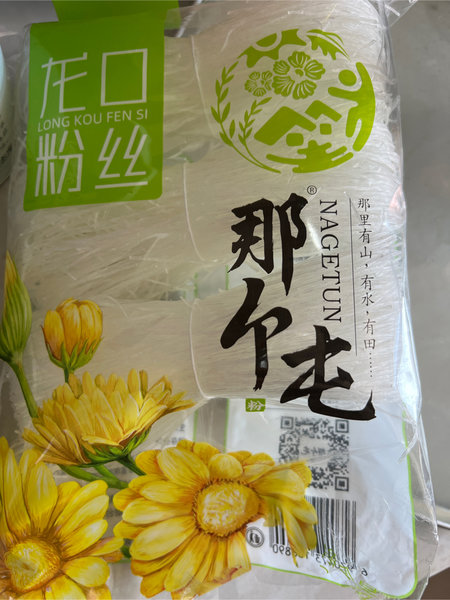 龙口
LONG KOU FEN SI
粉丝
那个屯
®
NAGETUN
那里有山，有水，有田……
粉